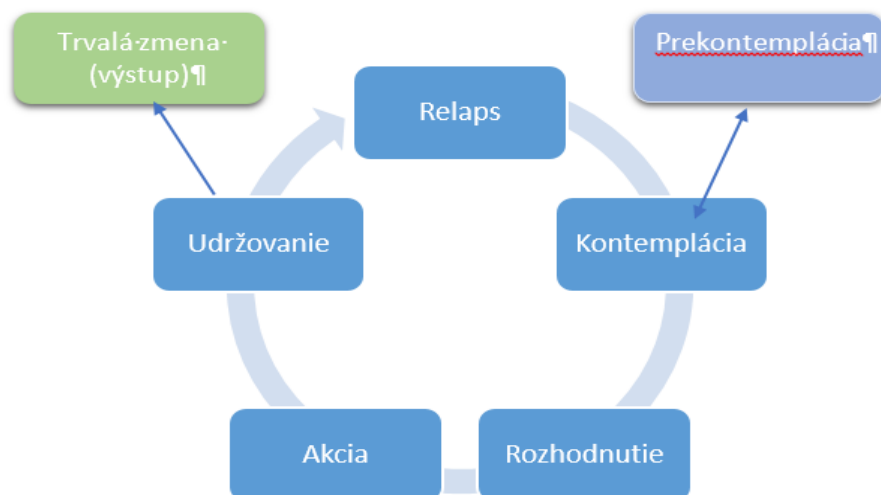 Trvalá·zmena·
(výstup)¶
Prekontemplácia¶
Relaps
Udržovanie
Kontemplácia
Akcia
Rozhodnutie